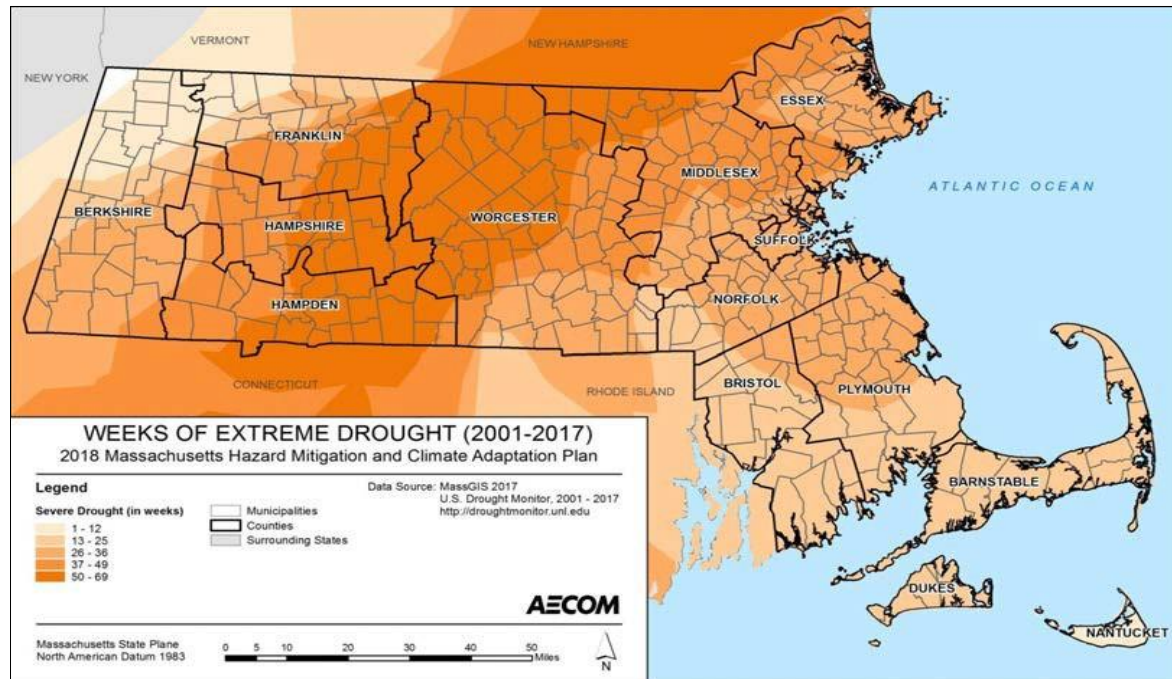 VERMONT
NEW HAMPSHIRE
NEW YORK
ESSEX
FRANKLIN
MIDDLESEX
ATLANTIC OCEAN
BERKSHIRE
HAMPSHIRE
WORCESTER
SUFFOLK
HAMPDEN
NORFOLK
CONNECTICUT
RHODE ISLAND
BRISTOL
PLYMOUTH
BARNSTABLE
DUKES
NANTUCKET
WEEKS OF EXTREME DROUGHT (2001-2017)
2018 Massachusetts Hazard Mitigation and Climate Adaptation Plan
Legend
Severe Drought (in weeks)
1 - 12
13 - 25
26 - 36
37 - 49
50 - 69
Municipalities
Counties
Surrounding States
Data Source: MassGIS 2017
U.S. Drought Monitor, 2001 - 2017
http://droughtmonitor.unl.edu
AECOM
Massachusetts State Plane
North American Datum 1983
0 5 10 20 30 40 50
Miles
N